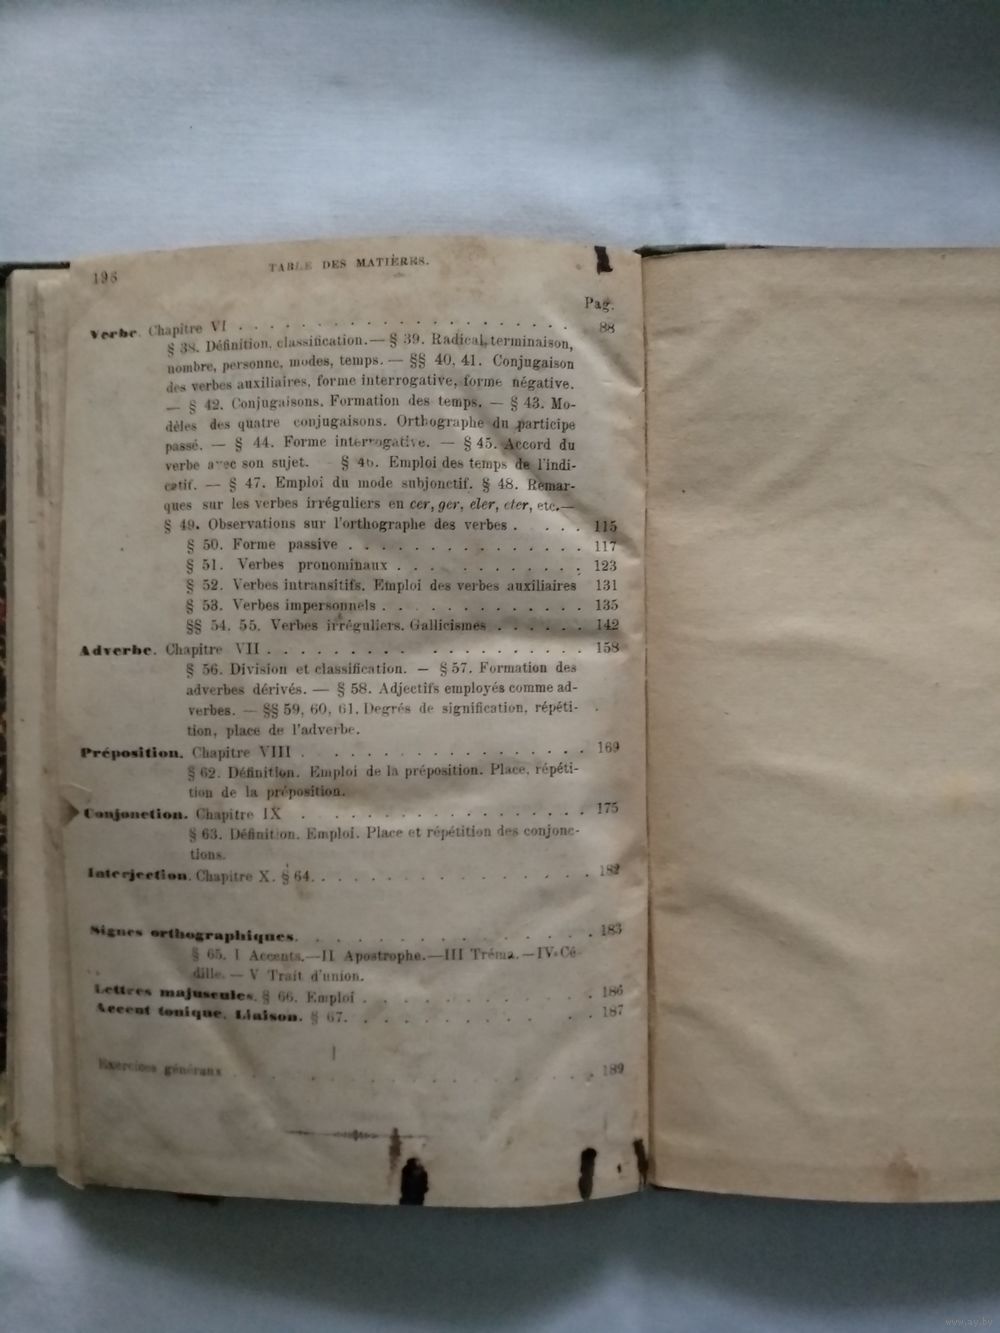 196 TABLE DES MATIÈRES.
Pag.
Verbe. Chapitre VI . . . . . . . . . . . . . . . . . . 88
§ 38. Définition, classification.— § 39. Radical, terminaison,
nombre, personne, modes, temps. — §§ 40, 41. Conjugaison
des verbes auxiliaires, forme interrogative, forme négative.
— § 42. Conjugaisons. Formation des temps. — § 43. Mo-
dèles des quatre conjugaisons. Orthographe du participe
passé. — § 44. Forme interrogative. — § 45. Accord du
verbe avec son sujet. § 46. Emploi des temps de l'indi-
catif. — § 47. Emploi du mode subjonctif. § 48. Remar-
ques sur les verbes irréguliers en cer, ger, eler, eter, etc.—
§ 49. Observations sur l'orthographe des verbes . . . . 115
§ 50. Forme passive . . . . . . . . . . . . . . . 117
§ 51. Verbes pronominaux . . . . . . . . . . . . 123
§ 52. Verbes intransitifs. Emploi des verbes auxiliaires 131
§ 53. Verbes impersonnels . . . . . . . . . . . . 135
§§ 54, 55. Verbes irréguliers. Gallicismes . . . . . . 142
Adverbe. Chapitre VII . . . . . . . . . . . . . . . . 158
§ 56. Division et classification. — § 57. Formation des
adverbes dérivés. — § 58. Adjectifs employés comme ad-
verbes. — §§ 59, 60, 61. Degrés de signification, répéti-
tion, place de l'adverbe.
Préposition. Chapitre VIII . . . . . . . . . . . . . . . 169
§ 62. Définition. Emploi de la préposition. Place, répéti-
tion de la préposition.
Conjonction. Chapitre IX . . . . . . . . . . . . . . . 175
§ 63. Définition. Emploi. Place et répétition des conjonc-
tions.
Interjection. Chapitre X. § 64. . . . . . . . . . . . . . . 182
Signes orthographiques. . . . . . . . . . . . . . . 183
§ 65. I Accents.—II Apostrophe.—III Tréma.—IV Cé-
dille. — V Trait d'union.
Lettres majuscules. § 66. Emploi . . . . . . . . . . . . 186
Accent tonique. Liaison. § 67. . . . . . . . . . . . . 187
Exercices généraux . . . . . . . . . . . . . . . 189
www.ay.by